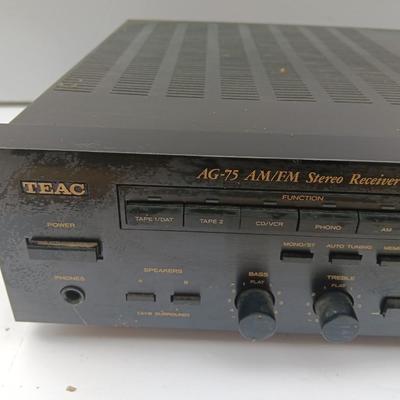 AG-75 AM/FM Stereo Receiver
TEAC
FUNCTION
TAPE 1/DAT TAPE 2 CD/VCR PHONO AM
POWER
MONO/ST AUTO TUNING
PHONES
SPEAKERS
A B
BASS
FLAT
TREBLE
FLAT
(A+B SURROUND)